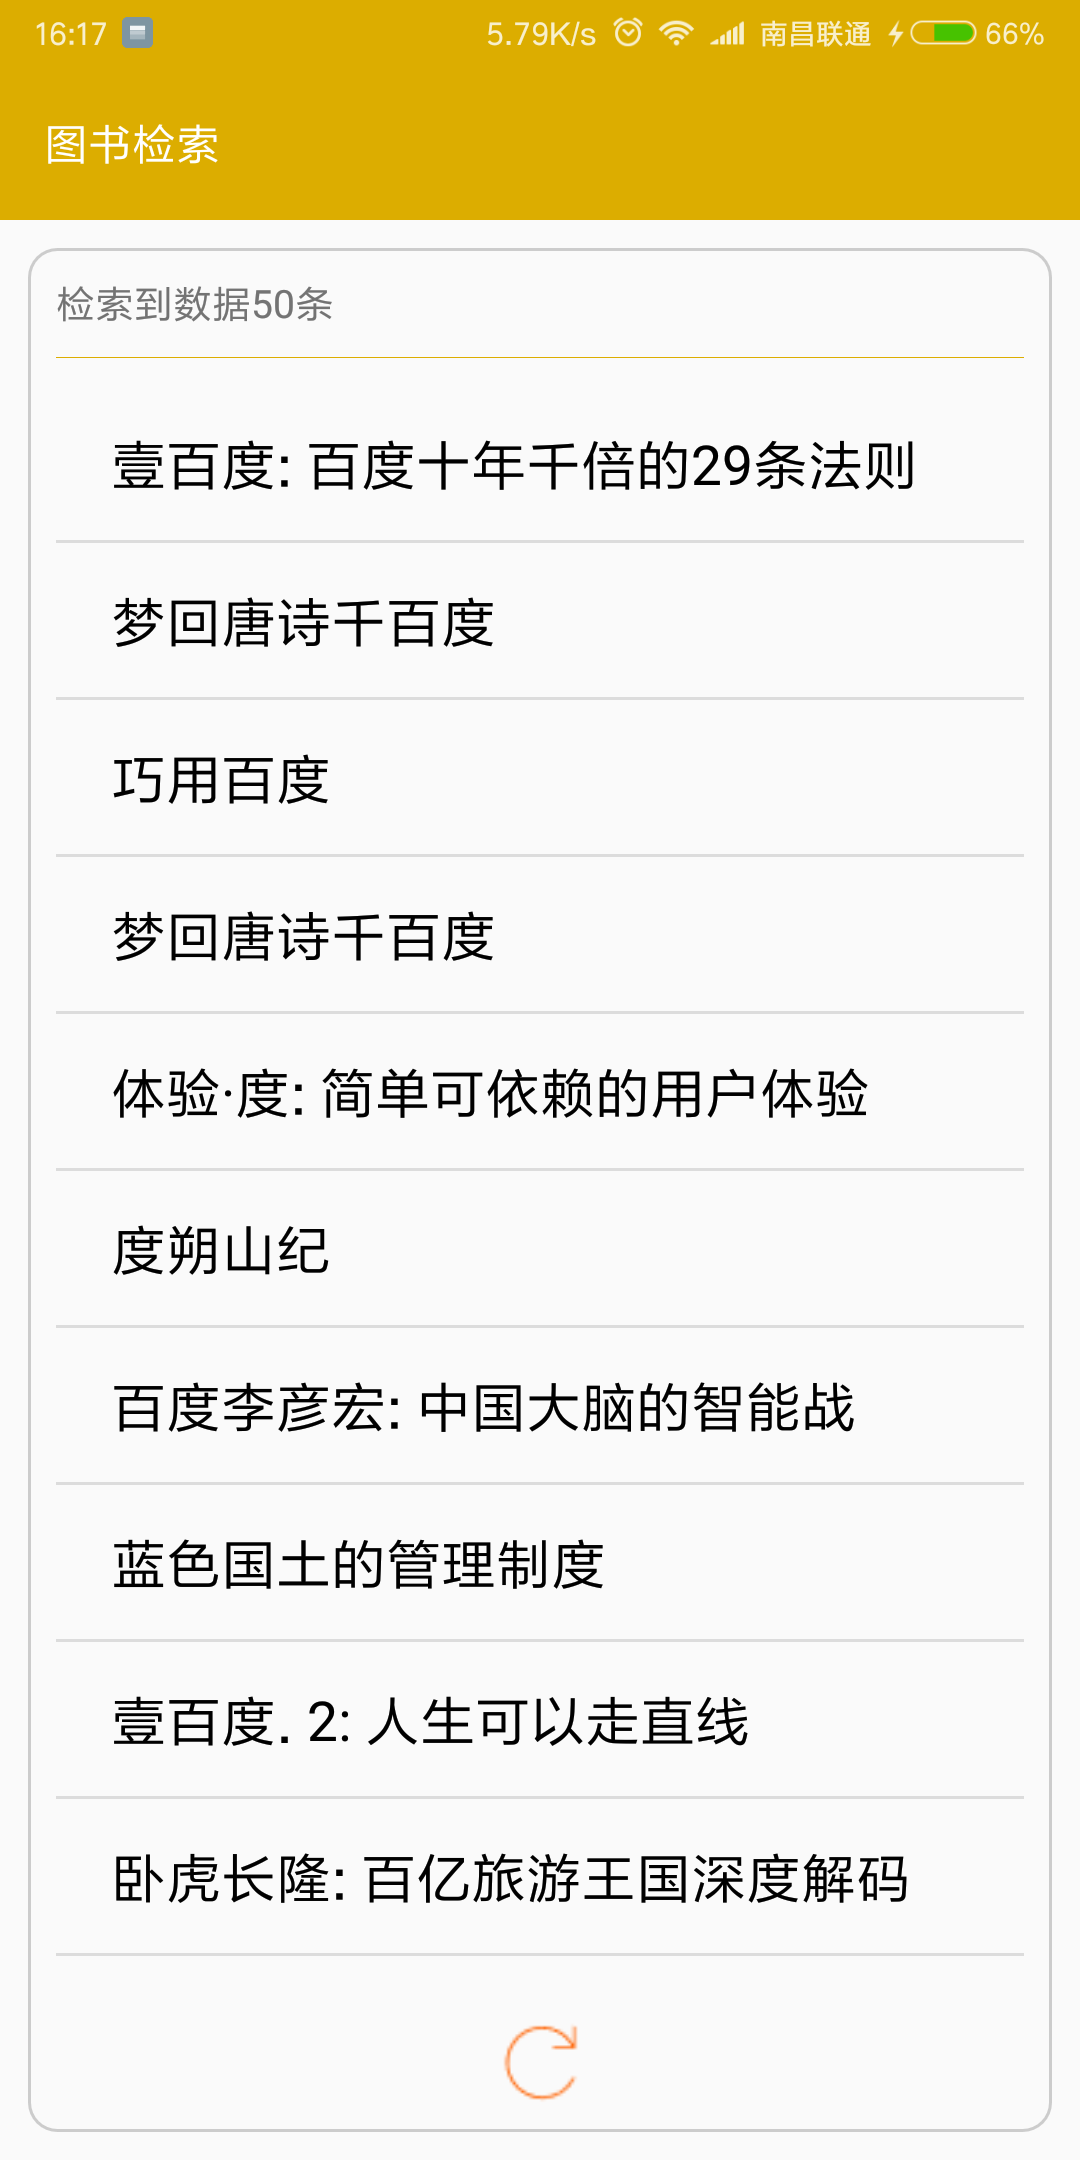 16:17 5.79K/s 南昌联通 66%
图书检索
检索到数据50条
壹百度: 百度十年千倍的29条法则
梦回唐诗千百度
巧用百度
梦回唐诗千百度
体验·度: 简单可依赖的用户体验
度朔山纪
百度李彦宏: 中国大脑的智能战
蓝色国土的管理制度
壹百度. 2: 人生可以走直线
卧虎长隆: 百亿旅游王国深度解码